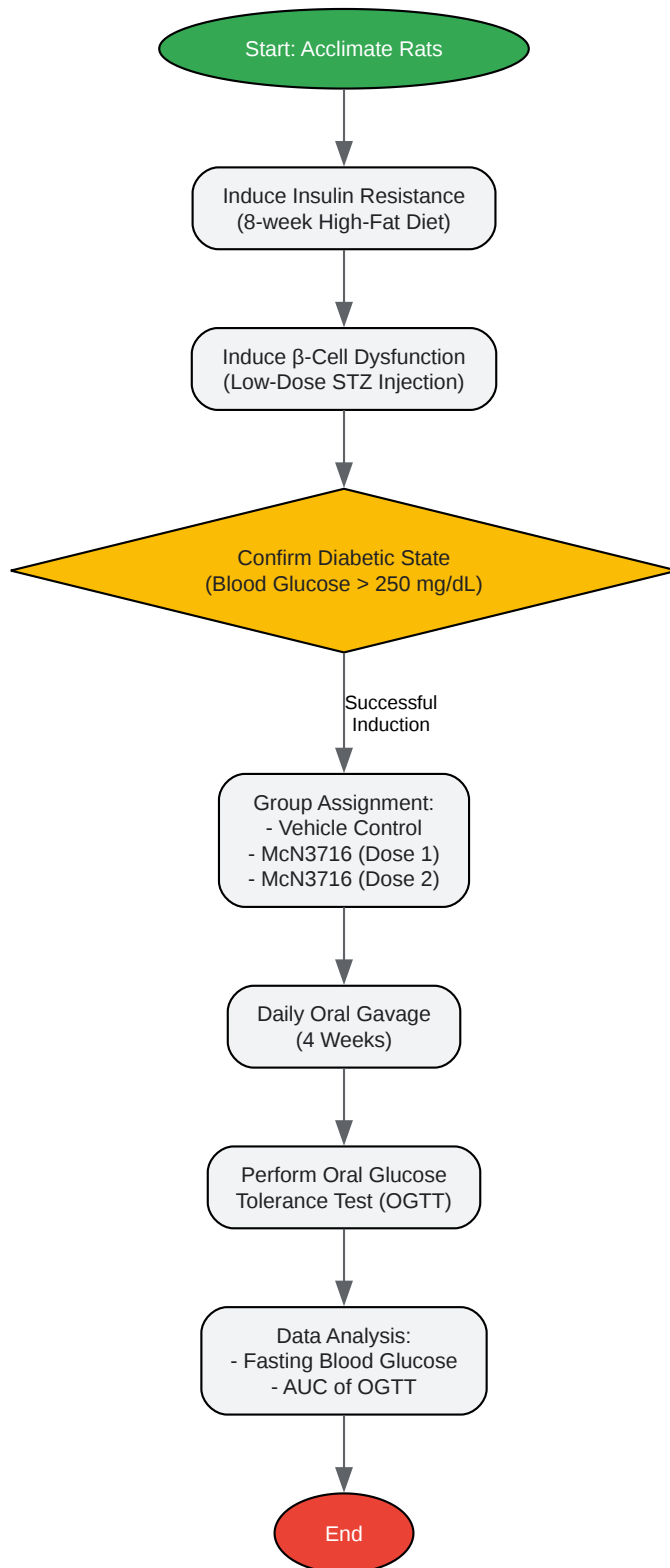 Start: Acclimate Rats
Induce Insulin Resistance
(8-week High-Fat Diet)
Induce β-Cell Dysfunction
(Low-Dose STZ Injection)
Confirm Diabetic State
(Blood Glucose > 250 mg/dL)
Successful
Induction
Group Assignment:
- Vehicle Control
- McN3716 (Dose 1)
- McN3716 (Dose 2)
Daily Oral Gavage
(4 Weeks)
Perform Oral Glucose
Tolerance Test (OGTT)
Data Analysis:
- Fasting Blood Glucose
- AUC of OGTT
End